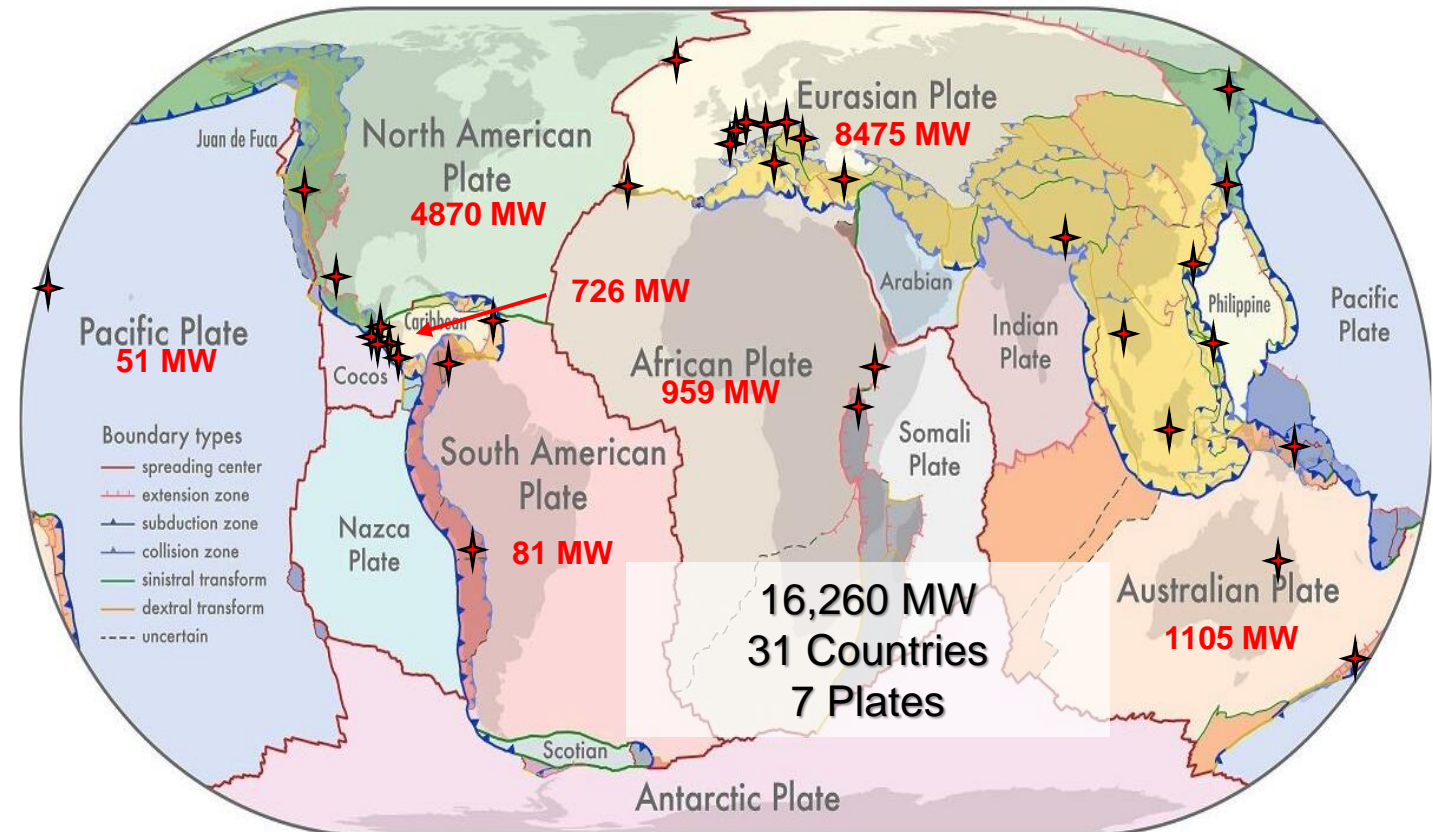 Juan de Fuca
North American
Plate
4870 MW
Eurasian Plate
8475 MW
Pacific Plate
51 MW
Caribbean
726 MW
Cocos
African Plate
959 MW
Arabian
Indian
Plate
Philippine
Pacific
Plate
Somali
Plate
South American
Plate
81 MW
Nazca
Plate
Boundary types
spreading center
extension zone
subduction zone
collision zone
sinistral transform
dextral transform
uncertain
16,260 MW
31 Countries
7 Plates
Australian Plate
1105 MW
Scotian
Antarctic Plate